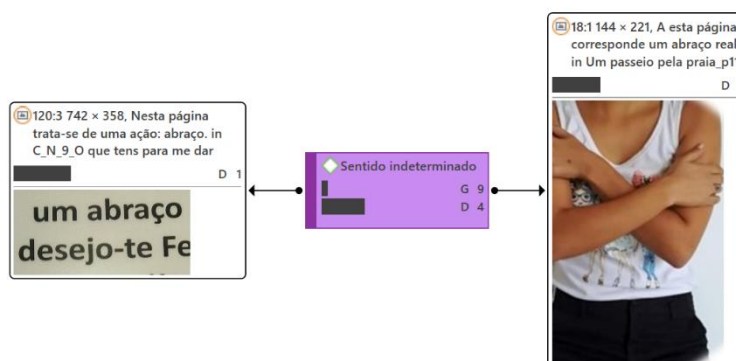 120:3 742 × 358, Nesta página
trata-se de uma ação: abraço. in
C_N_9_O que tens para me dar
D 1
um abraço
desejo-te Fe
Sentido indeterminado
G 9
D 4
18:1 144 × 221, A esta página
corresponde um abraço real
in Um passeio pela praia_p1
D